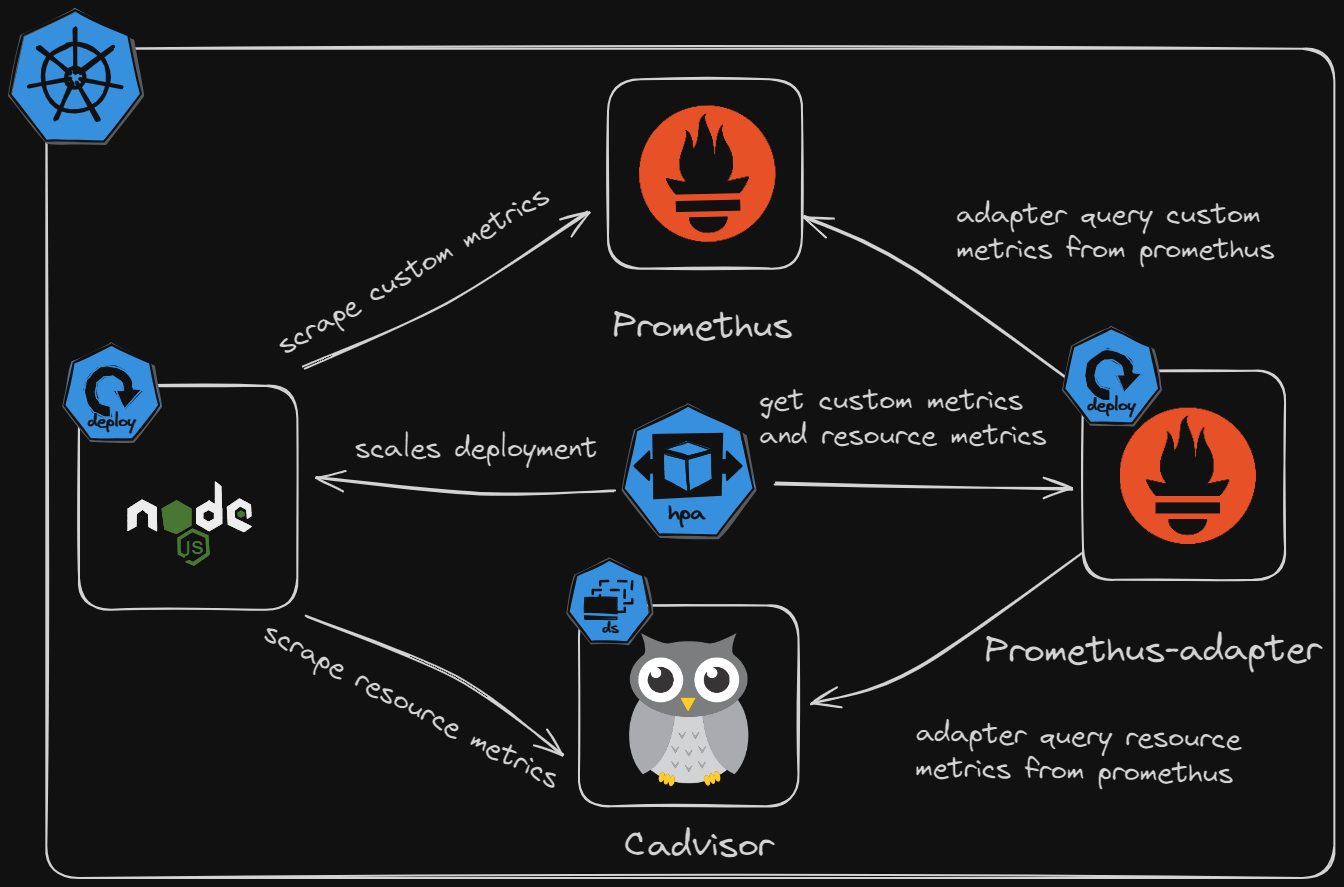 scrape custom metrics
adapter query custom
metrics from promethus
Promethus
deploy
deploy
get custom metrics
and resource metrics
scales deployment
node
JS
hpa
ds
scrape resource metrics
Promethus-adapter
adapter query resource
metrics from promethus
Cadvisor